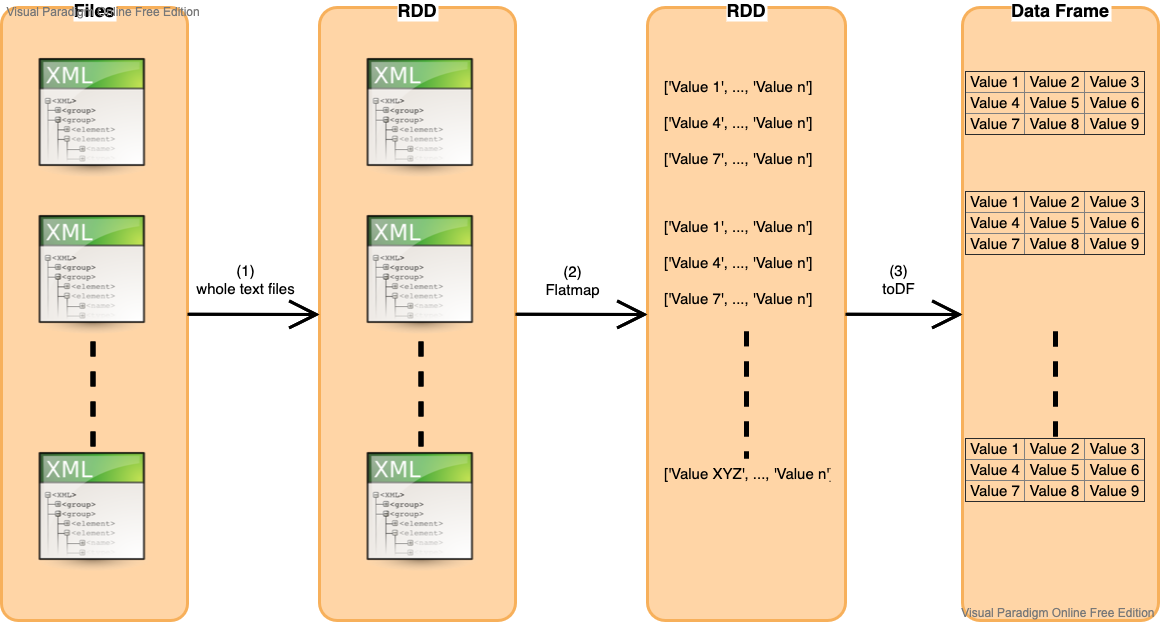 Visual Paradigm Online Free Edition
Files
RDD
RDD
Data Frame
XML
<XML>
<group>
<group>
<element>
<element>
<name>
XML
<XML>
<group>
<group>
<element>
<element>
<name>
XML
<XML>
<group>
<group>
<element>
<element>
<name>
(1)
whole text files
XML
<XML>
<group>
<group>
<element>
<element>
<name>
XML
<XML>
<group>
<group>
<element>
<element>
<name>
XML
<XML>
<group>
<group>
<element>
<element>
<name>
(2)
Flatmap
['Value 1', ..., 'Value n']
['Value 4', ..., 'Value n']
['Value 7', ..., 'Value n']
['Value 1', ..., 'Value n']
['Value 4', ..., 'Value n']
['Value 7', ..., 'Value n']
['Value XYZ', ..., 'Value n'
(3)
toDF
Value 1 Value 2 Value 3
Value 4 Value 5 Value 6
Value 7 Value 8 Value 9
Value 1 Value 2 Value 3
Value 4 Value 5 Value 6
Value 7 Value 8 Value 9
Value 1 Value 2 Value 3
Value 4 Value 5 Value 6
Value 7 Value 8 Value 9
Visual Paradigm Online Free Edition